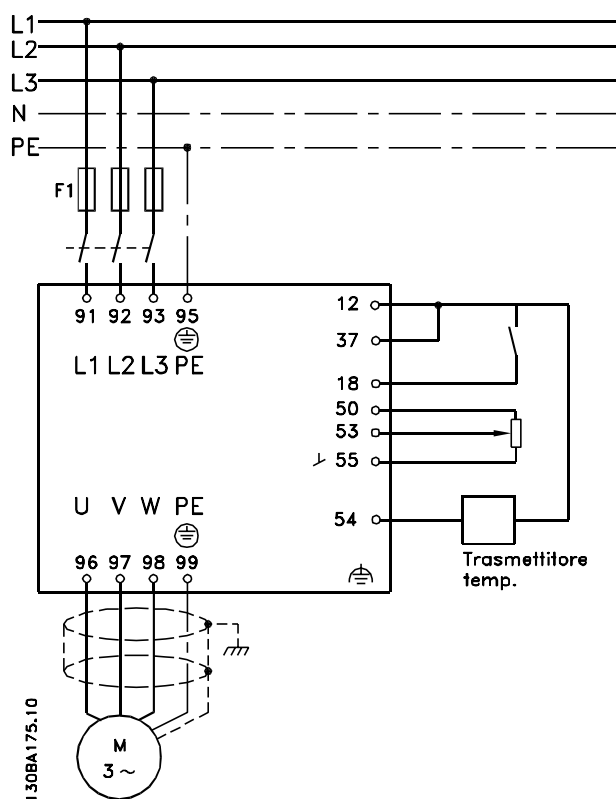 L1
L2
L3
N
PE
F1
91 92 93 95
L1 L2 L3 PE
12
37
18
50
53
55
54
U V W PE
96 97 98 99
Trasmettitore
temp.
M
3 ~
130BA175.10